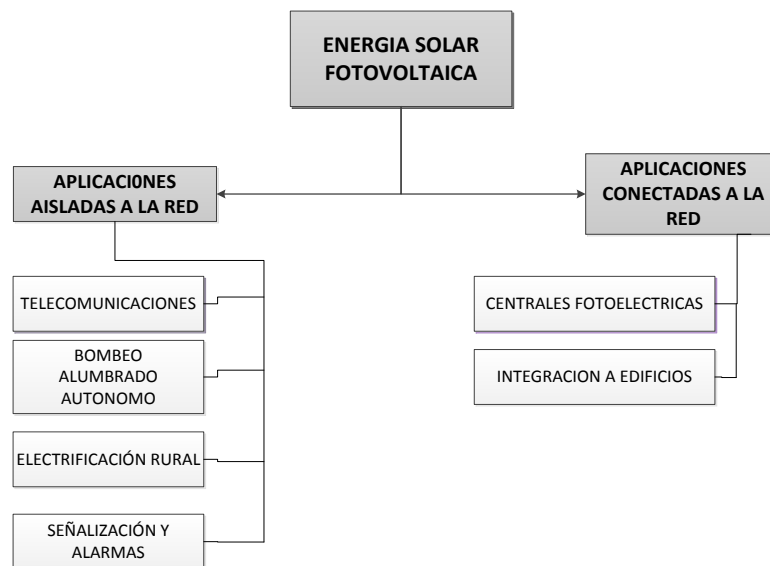 ENERGIA SOLAR
FOTOVOLTAICA
APLICACI0NES
AISLADAS A LA RED
APLICACIONES
CONECTADAS A LA
RED
TELECOMUNICACIONES
BOMBEO
ALUMBRADO
AUTONOMO
ELECTRIFICACIÓN RURAL
SEÑALIZACIÓN Y
ALARMAS
CENTRALES FOTOELECTRICAS
INTEGRACION A EDIFICIOS